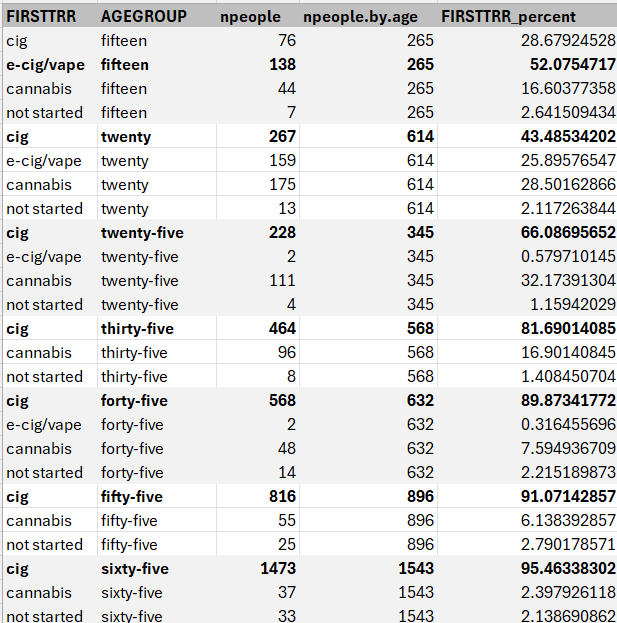 FIRSTTRR AGEGROUP npeople npeople.by.age FIRSTTRR_percent
cig fifteen 76 265 28.67924528
e-cig/vape fifteen 138 265 52.0754717
cannabis fifteen 44 265 16.60377358
not started fifteen 7 265 2.641509434
cig twenty 267 614 43.48534202
e-cig/vape twenty 159 614 25.89576547
cannabis twenty 175 614 28.50162866
not started twenty 13 614 2.117263844
cig twenty-five 228 345 66.08695652
e-cig/vape twenty-five 2 345 0.579710145
cannabis twenty-five 111 345 32.17391304
not started twenty-five 4 345 1.15942029
cig thirty-five 464 568 81.69014085
cannabis thirty-five 96 568 16.90140845
not started thirty-five 8 568 1.408450704
cig forty-five 568 632 89.87341772
e-cig/vape forty-five 2 632 0.316455696
cannabis forty-five 48 632 7.594936709
not started forty-five 14 632 2.215189873
cig fifty-five 816 896 91.07142857
cannabis fifty-five 55 896 6.138392857
not started fifty-five 25 896 2.790178571
cig sixty-five 1473 1543 95.46338302
cannabis sixty-five 37 1543 2.397926118
not started sixty-five 33 1543 2.138690862